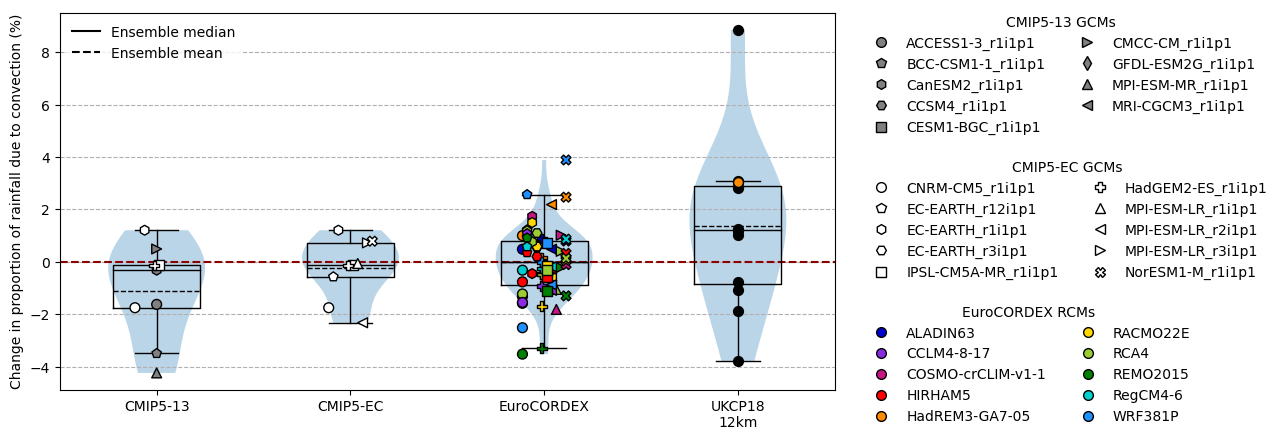 Change in proportion of rainfall due to convection (%)
8
6
4
2
0
−2
−4
Ensemble median
Ensemble mean
CMIP5-13
CMIP5-EC
EuroCORDEX
UKCP18
12km
CMIP5-13 GCMs
ACCESS1-3_r1i1p1
BCC-CSM1-1_r1i1p1
CanESM2_r1i1p1
CCSM4_r1i1p1
CESM1-BGC_r1i1p1
CMCC-CM_r1i1p1
GFDL-ESM2G_r1i1p1
MPI-ESM-MR_r1i1p1
MRI-CGCM3_r1i1p1
CMIP5-EC GCMs
CNRM-CM5_r1i1p1
EC-EARTH_r12i1p1
EC-EARTH_r1i1p1
EC-EARTH_r3i1p1
IPSL-CM5A-MR_r1i1p1
HadGEM2-ES_r1i1p1
MPI-ESM-LR_r1i1p1
MPI-ESM-LR_r2i1p1
MPI-ESM-LR_r3i1p1
NorESM1-M_r1i1p1
EuroCORDEX RCMs
ALADIN63
CCLM4-8-17
COSMO-crCLIM-v1-1
HIRHAM5
HadREM3-GA7-05
RACMO22E
RCA4
REMO2015
RegCM4-6
WRF381P